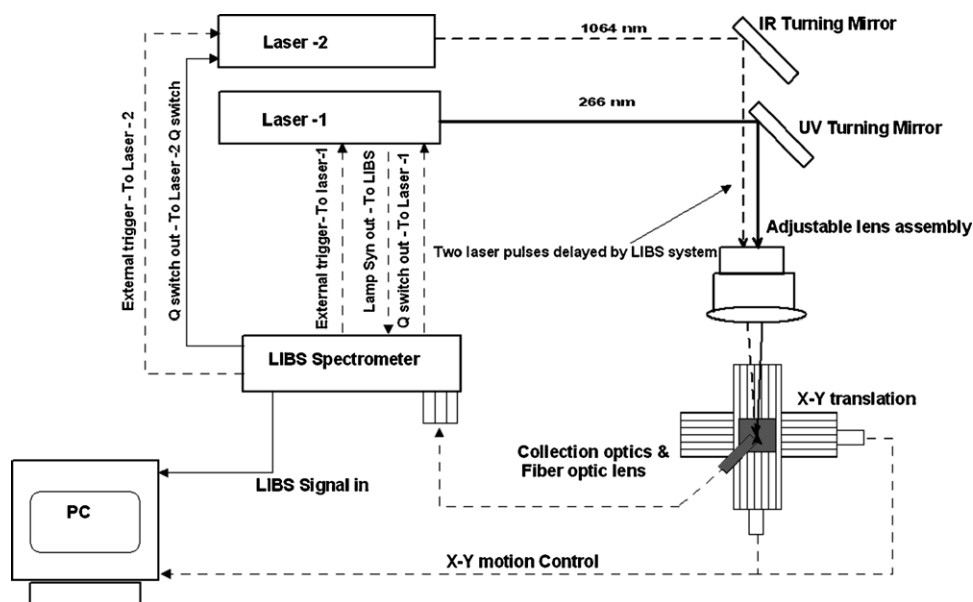 Laser -2
1064 nm
IR Turning Mirror
Laser -1
266 nm
UV Turning Mirror
External trigger - To Laser - 2
Q switch out - To Laser -2 Q switch
External trigger - To laser-1
Lamp Syn out - To LIBS
Q switch out - To Laser -1
Two laser pulses delayed by LIBS system
Adjustable lens assembly
LIBS Spectrometer
X-Y translation
Collection optics &
Fiber optic lens
LIBS Signal in
PC
X-Y motion Control